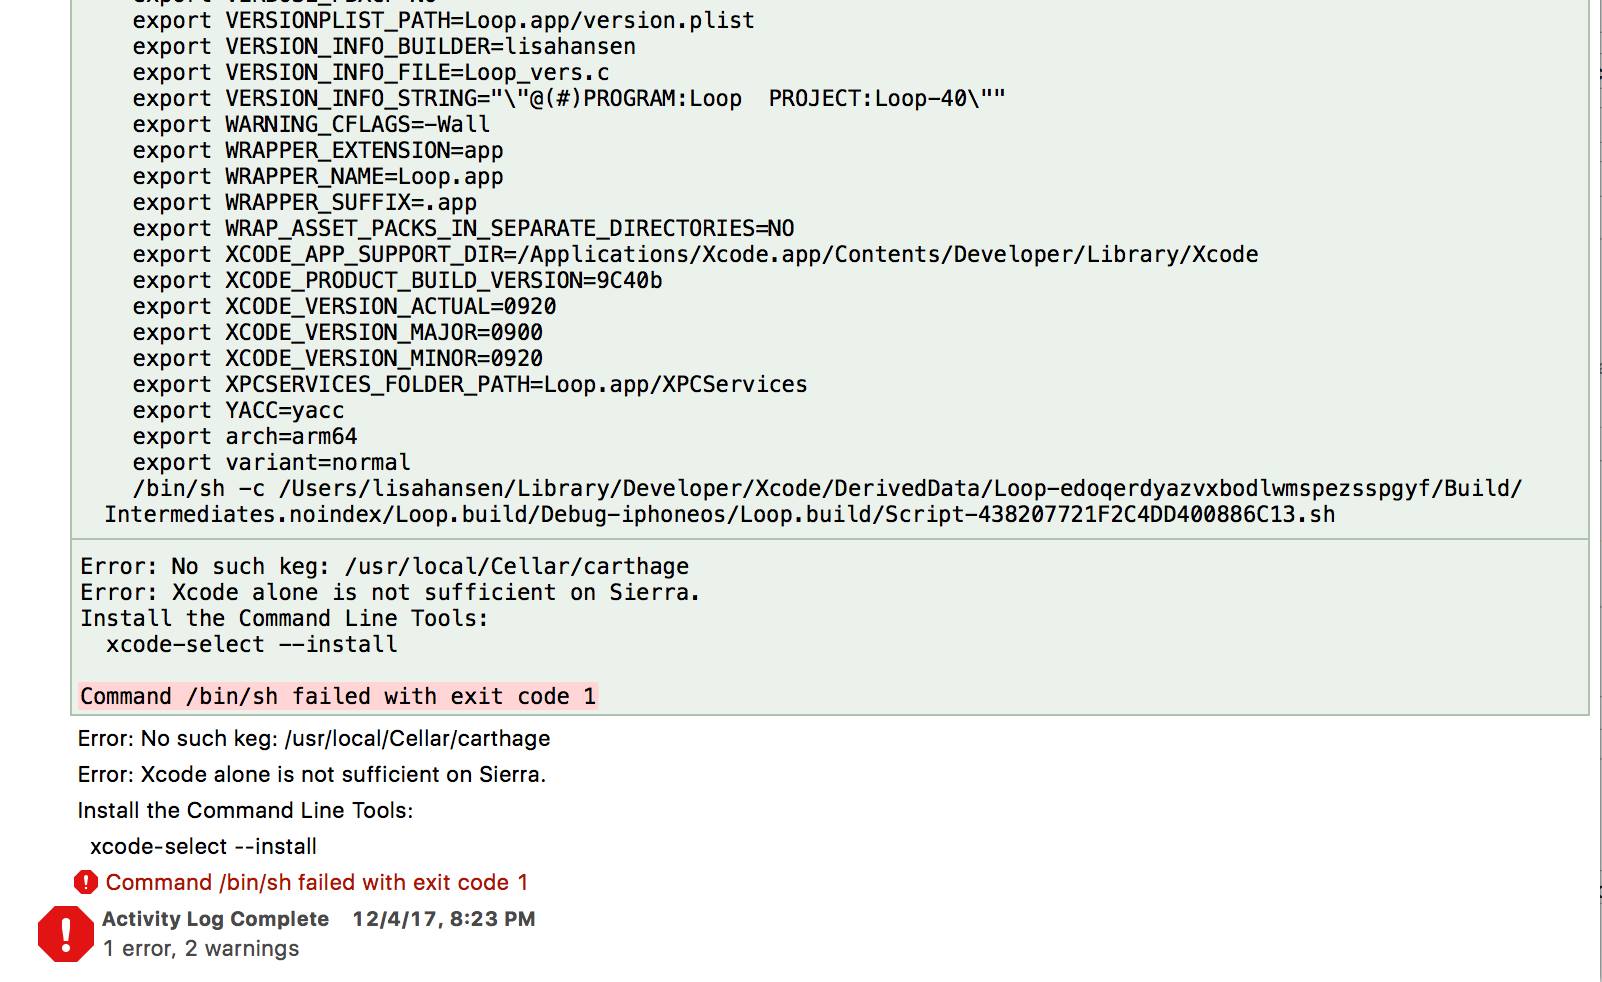 export VERSIONPLIST_PATH=Loop.app/version.plist
export VERSION_INFO_BUILDER=lisahansen
export VERSION_INFO_FILE=Loop_vers.c
export VERSION_INFO_STRING="\"@(#)PROGRAM:Loop  PROJECT:Loop-40\""
export WARNING_CFLAGS=-Wall
export WRAPPER_EXTENSION=app
export WRAPPER_NAME=Loop.app
export WRAPPER_SUFFIX=.app
export WRAP_ASSET_PACKS_IN_SEPARATE_DIRECTORIES=NO
export XCODE_APP_SUPPORT_DIR=/Applications/Xcode.app/Contents/Developer/Library/Xcode
export XCODE_PRODUCT_BUILD_VERSION=9C40b
export XCODE_VERSION_ACTUAL=0920
export XCODE_VERSION_MAJOR=0900
export XCODE_VERSION_MINOR=0920
export XPCSERVICES_FOLDER_PATH=Loop.app/XPCServices
export YACC=yacc
export arch=arm64
export variant=normal
/bin/sh -c /Users/lisahansen/Library/Developer/Xcode/DerivedData/Loop-edoqerdyazvxbodlwmspezsspgyf/Build/
Intermediates.noindex/Loop.build/Debug-iphoneos/Loop.build/Script-438207721F2C4DD400886C13.sh
Error: No such keg: /usr/local/Cellar/carthage
Error: Xcode alone is not sufficient on Sierra.
Install the Command Line Tools:
xcode-select --install
Command /bin/sh failed with exit code 1
Error: No such keg: /usr/local/Cellar/carthage
Error: Xcode alone is not sufficient on Sierra.
Install the Command Line Tools:
xcode-select --install
Command /bin/sh failed with exit code 1
Activity Log Complete 12/4/17, 8:23 PM
1 error, 2 warnings